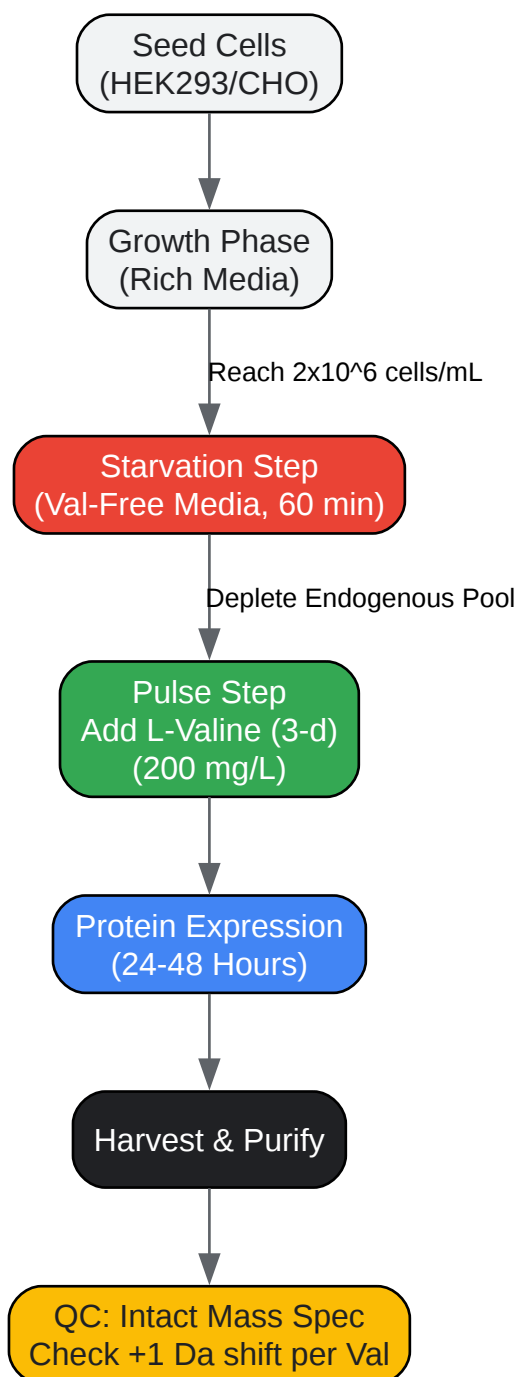 Seed Cells
(HEK293/CHO)
Growth Phase
(Rich Media)
Reach 2x10^6 cells/mL
Starvation Step
(Val-Free Media, 60 min)
Deplete Endogenous Pool
Pulse Step
Add L-Valine (3-d)
(200 mg/L)
Protein Expression
(24-48 Hours)
Harvest & Purify
QC: Intact Mass Spec
Check +1 Da shift per Val